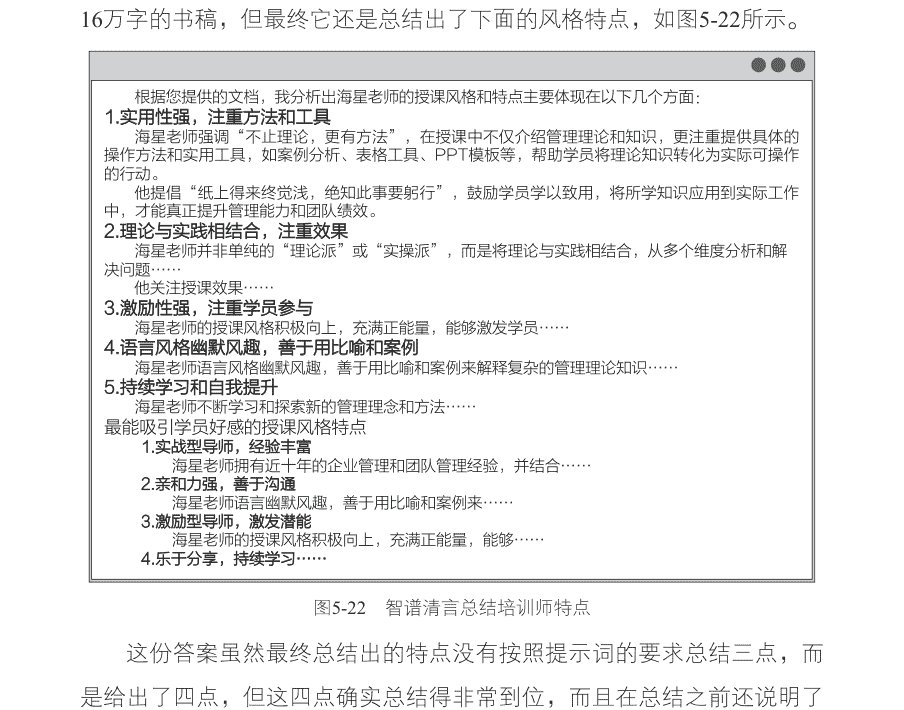 16万字的书稿，但最终它还是总结出了下面的风格特点，如图5-22所示。
根据您提供的文档，我分析出海星老师的授课风格和特点主要体现在以下几个方面：
1.实用性强，注重方法和工具
海星老师强调“不止理论，更有方法”，在授课中不仅介绍管理理论和知识，更注重提供具体的
操作方法和实用工具，如案例分析、表格工具、PPT模板等，帮助学员将理论知识转化为实际可操作
的行动。
他提倡“纸上得来终觉浅，绝知此事要躬行”，鼓励学员学以致用，将所学知识应用到实际工作
中，才能真正提升管理能力和团队绩效。
2.理论与实践相结合，注重效果
海星老师并非单纯的“理论派”或“实操派”，而是将理论与实践相结合，从多个维度分析和解
决问题……
他关注授课效果……
3.激励性强，注重学员参与
海星老师的授课风格积极向上，充满正能量，能够激发学员……
4.语言风格幽默风趣，善于用比喻和案例
海星老师语言风格幽默风趣，善于用比喻和案例来解释复杂的管理理论知识……
5.持续学习和自我提升
海星老师不断学习和探索新的管理理念和方法……
最能吸引学员好感的授课风格特点
1.实战型导师，经验丰富
海星老师拥有近十年的企业管理和团队管理经验，并结合……
2.亲和力强，善于沟通
海星老师语言幽默风趣，善于用比喻和案例来……
3.激励型导师，激发潜能
海星老师的授课风格积极向上，充满正能量，能够……
4.乐于分享，持续学习……
图5-22 智谱清言总结培训师特点
这份答案虽然最终总结出的特点没有按照提示词的要求总结三点，而
是给出了四点，但这四点确实总结得非常到位，而且在总结之前还说明了